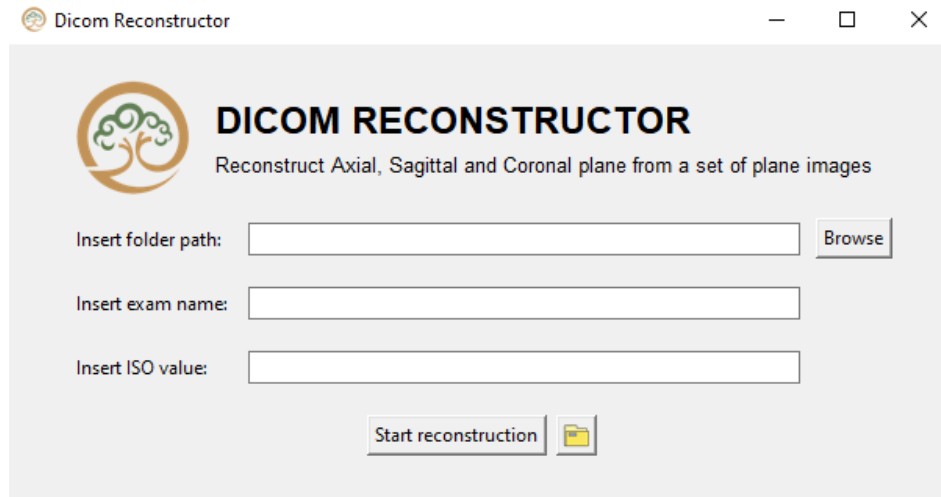 Dicom Reconstructor
DICOM RECONSTRUCTOR
Reconstruct Axial, Sagittal and Coronal plane from a set of plane images
Insert folder path:
Browse
Insert exam name:
Insert ISO value:
Start reconstruction